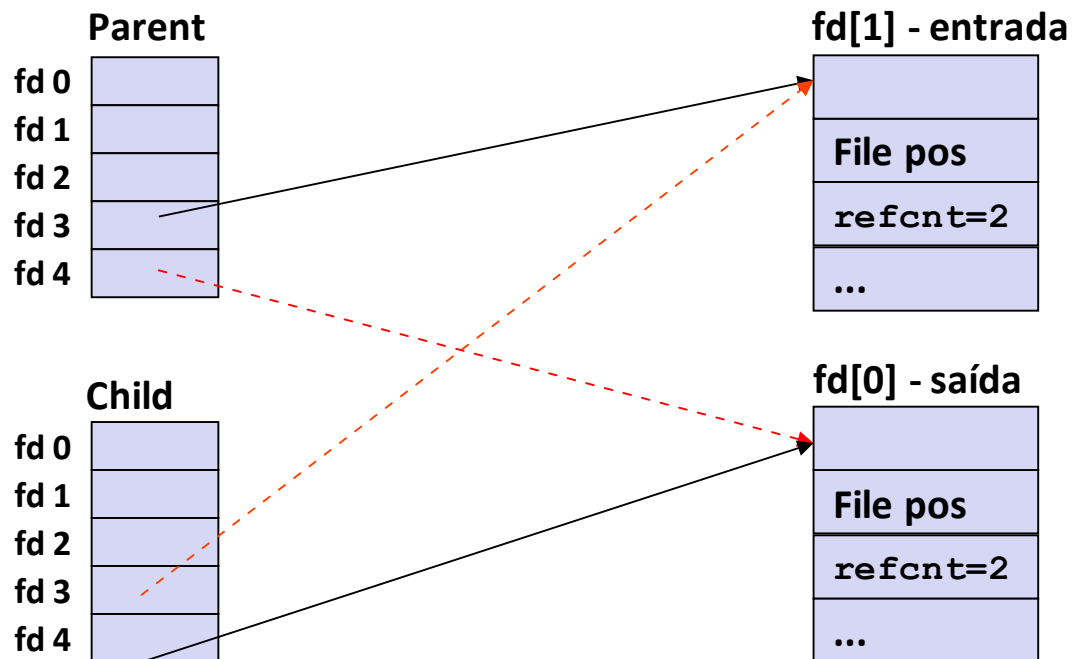 Parent
fd 0
fd 1
fd 2
fd 3
fd 4
fd[1] - entrada
File pos
refcnt=2
...
Child
fd 0
fd 1
fd 2
fd 3
fd 4
fd[0] - saída
File pos
refcnt=2
...